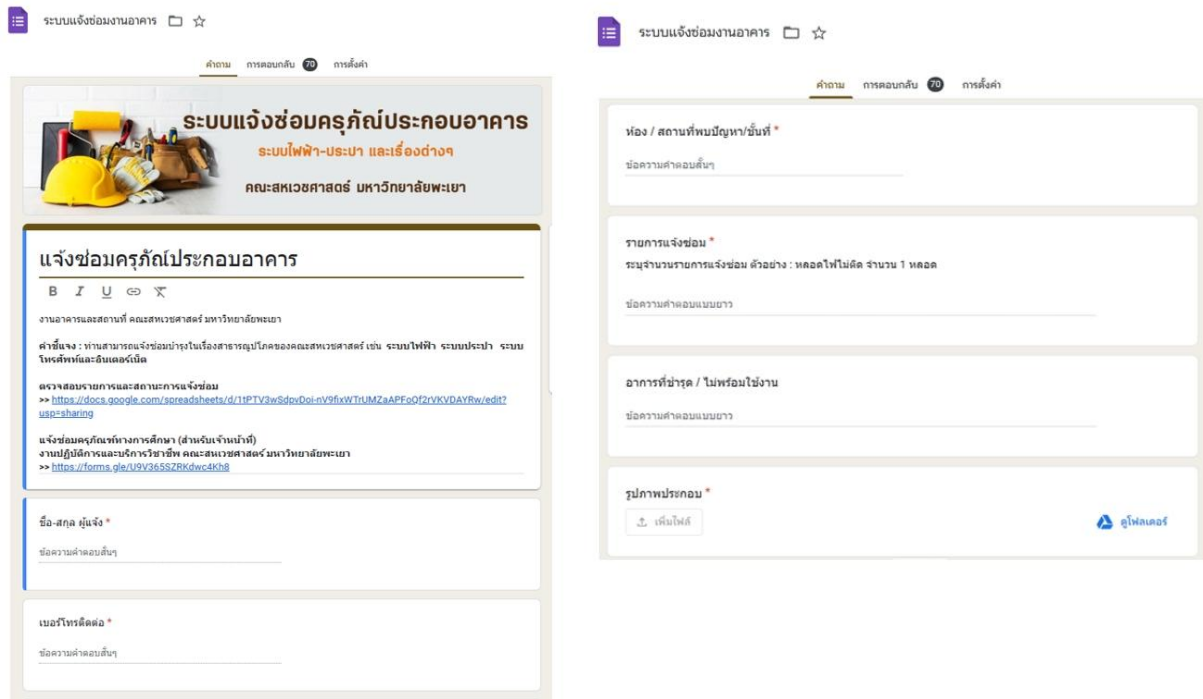 ระบบแจ้งซ่อมงานอาคาร
คำถาม การตอบกลับ 70 การตั้งค่า
ระบบแจ้งซ่อมครุภัณ์ประกอบอาคาร
ระบบไฟฟ้า-ประปา และเรื่องต่างๆ
คณะสหเวชศาสตร์ มหาวิทยาลัยพะเยา
แจ้งซ่อมครุภัณ์ประกอบอาคาร
B I U
งานอาคารและสถานที่ คณะสหเวชศาสตร์ มหาวิทยาลัยพะเยา
คำชี้แจง : ท่านสามารถแจ้งซ่อมบำรุงในเรื่องสาธารณูปโภคของคณะสหเวชศาสตร์ เช่น ระบบไฟฟ้า ระบบประปา ระบบ
โทรศัพท์และอินเตอร์เน็ต
ตรวจสอบรายการและสถานะการแจ้งซ่อม
>> https://docs.google.com/spreadsheets/d/1tPTV3wSdpvDoi-nV9fixWTrUMZaAPFoQf2rVKVDAYRw/edit?
usp=sharing
แจ้งซ่อมครุภัณฑ์ทางการศึกษา (สำหรับเจ้าหน้าที่)
งานปฏิบัติการและบริการวิชาชีพ คณะสหเวชศาสตร์ มหาวิทยาลัยพะเยา
>> https://forms.gle/U9V365SZRKdwc4Kh8
ชื่อ-สกุล ผู้แจ้ง *
ข้อความคำตอบสั้นๆ
เบอร์โทรติดต่อ *
ข้อความคำตอบสั้นๆ
ระบบแจ้งซ่อมงานอาคาร
คำถาม การตอบกลับ 70 การตั้งค่า
ห้อง / สถานที่พบปัญหา/ชั้นที่ *
ข้อความคำตอบสั้นๆ
รายการแจ้งซ่อม *
ระบุจำนวนรายการแจ้งซ่อม ตัวอย่าง : หลอดไฟไม่ติด จำนวน 1 หลอด
ข้อความคำตอบแบบยาว
อาการที่ชำรุด / ไม่พร้อมใช้งาน
ข้อความคำตอบแบบยาว
รูปภาพประกอบ *
เพิ่มไฟล์
ดูโฟลเดอร์